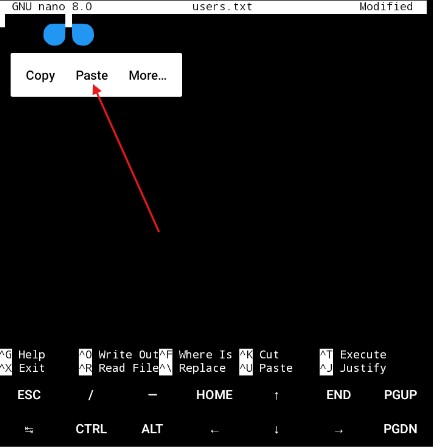 GNU nano 8.0 users.txt Modified
Copy Paste More...
^G Help ^O Write Out ^F Where Is ^K Cut ^T Execute
^X Exit ^R Read File ^\ Replace ^U Paste ^J Justify
ESC / — HOME ↑ END PGUP
↹ CTRL ALT ← ↓ → PGDN